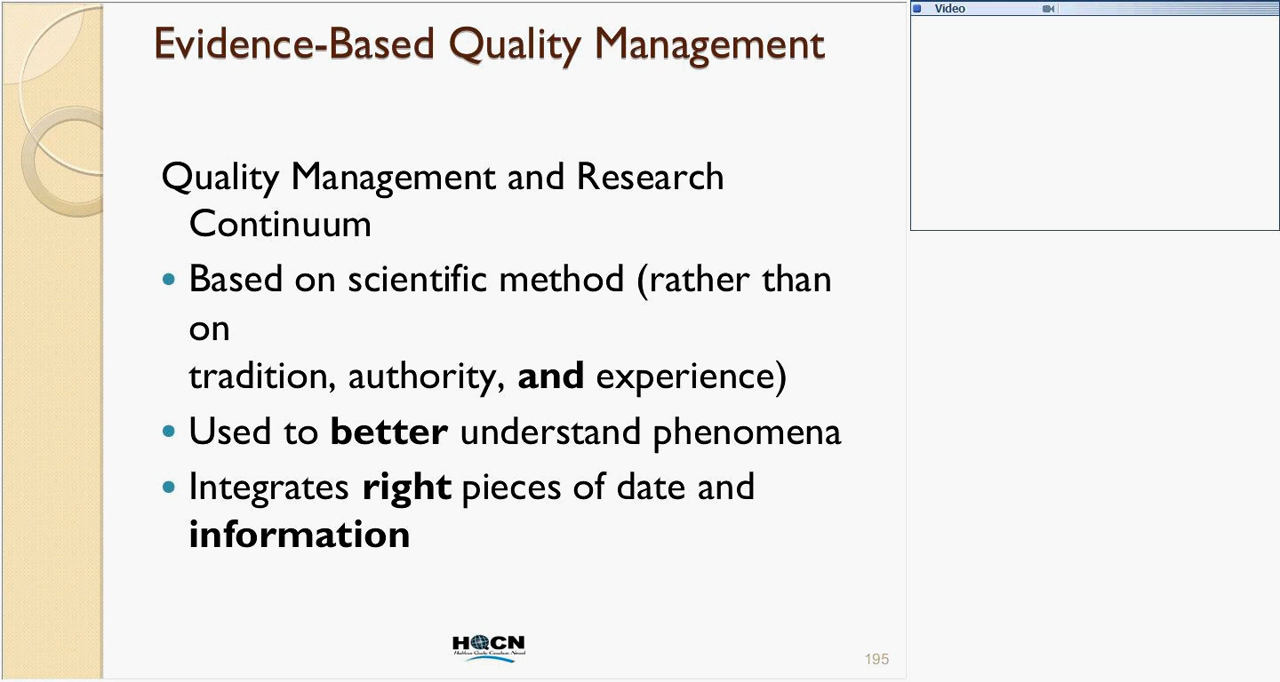 Evidence-Based Quality Management
Quality Management and Research
Continuum
• Based on scientific method (rather than
on
tradition, authority, and experience)
• Used to better understand phenomena
• Integrates right pieces of date and
information
HQCN
195
Video